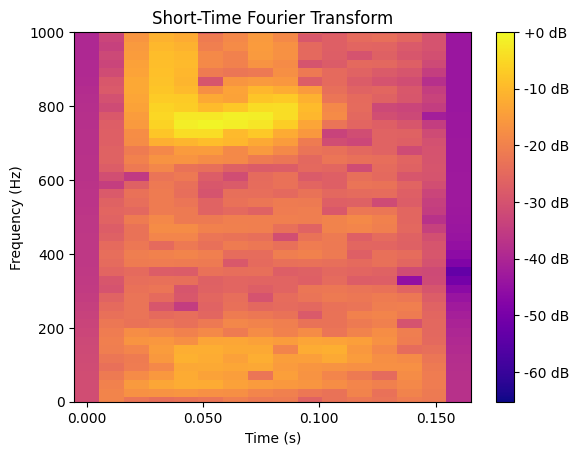 Short-Time Fourier Transform
Frequency (Hz)
1000
800
600
400
200
0
0.000
0.050
0.100
0.150
Time (s)
+0 dB
-10 dB
-20 dB
-30 dB
-40 dB
-50 dB
-60 dB